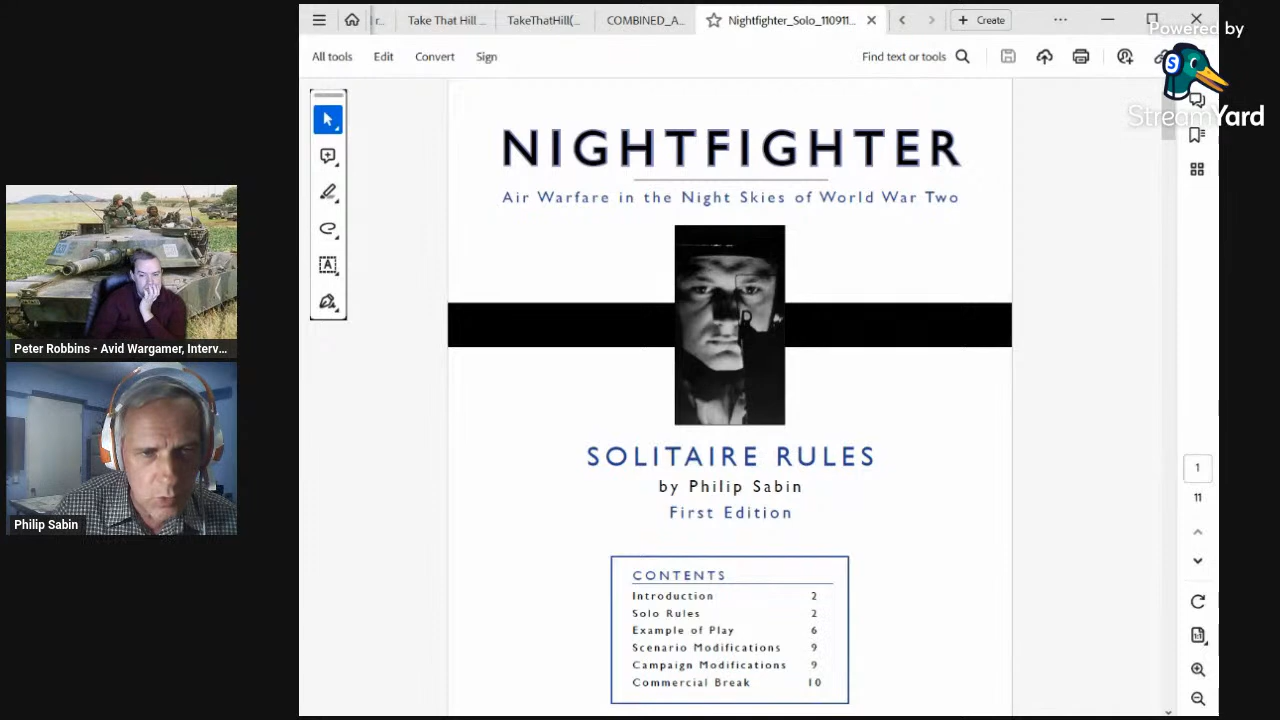 Take That Hill ...
TakeThatHill(...
COMBINED_A...
Nightfighter_Solo_110911...
Create
Powered by
StreamYard
All tools
Edit
Convert
Sign
Find text or tools
NIGHTFIGHTER
Air Warfare in the Night Skies of World War Two
SOLITAIRE RULES
by Philip Sabin
First Edition
CONTENTS
Introduction 2
Solo Rules 2
Example of Play 6
Scenario Modifications 9
Campaign Modifications 9
Commercial Break 10
1
11
Peter Robbins - Avid Wargamer, Interv...
Philip Sabin